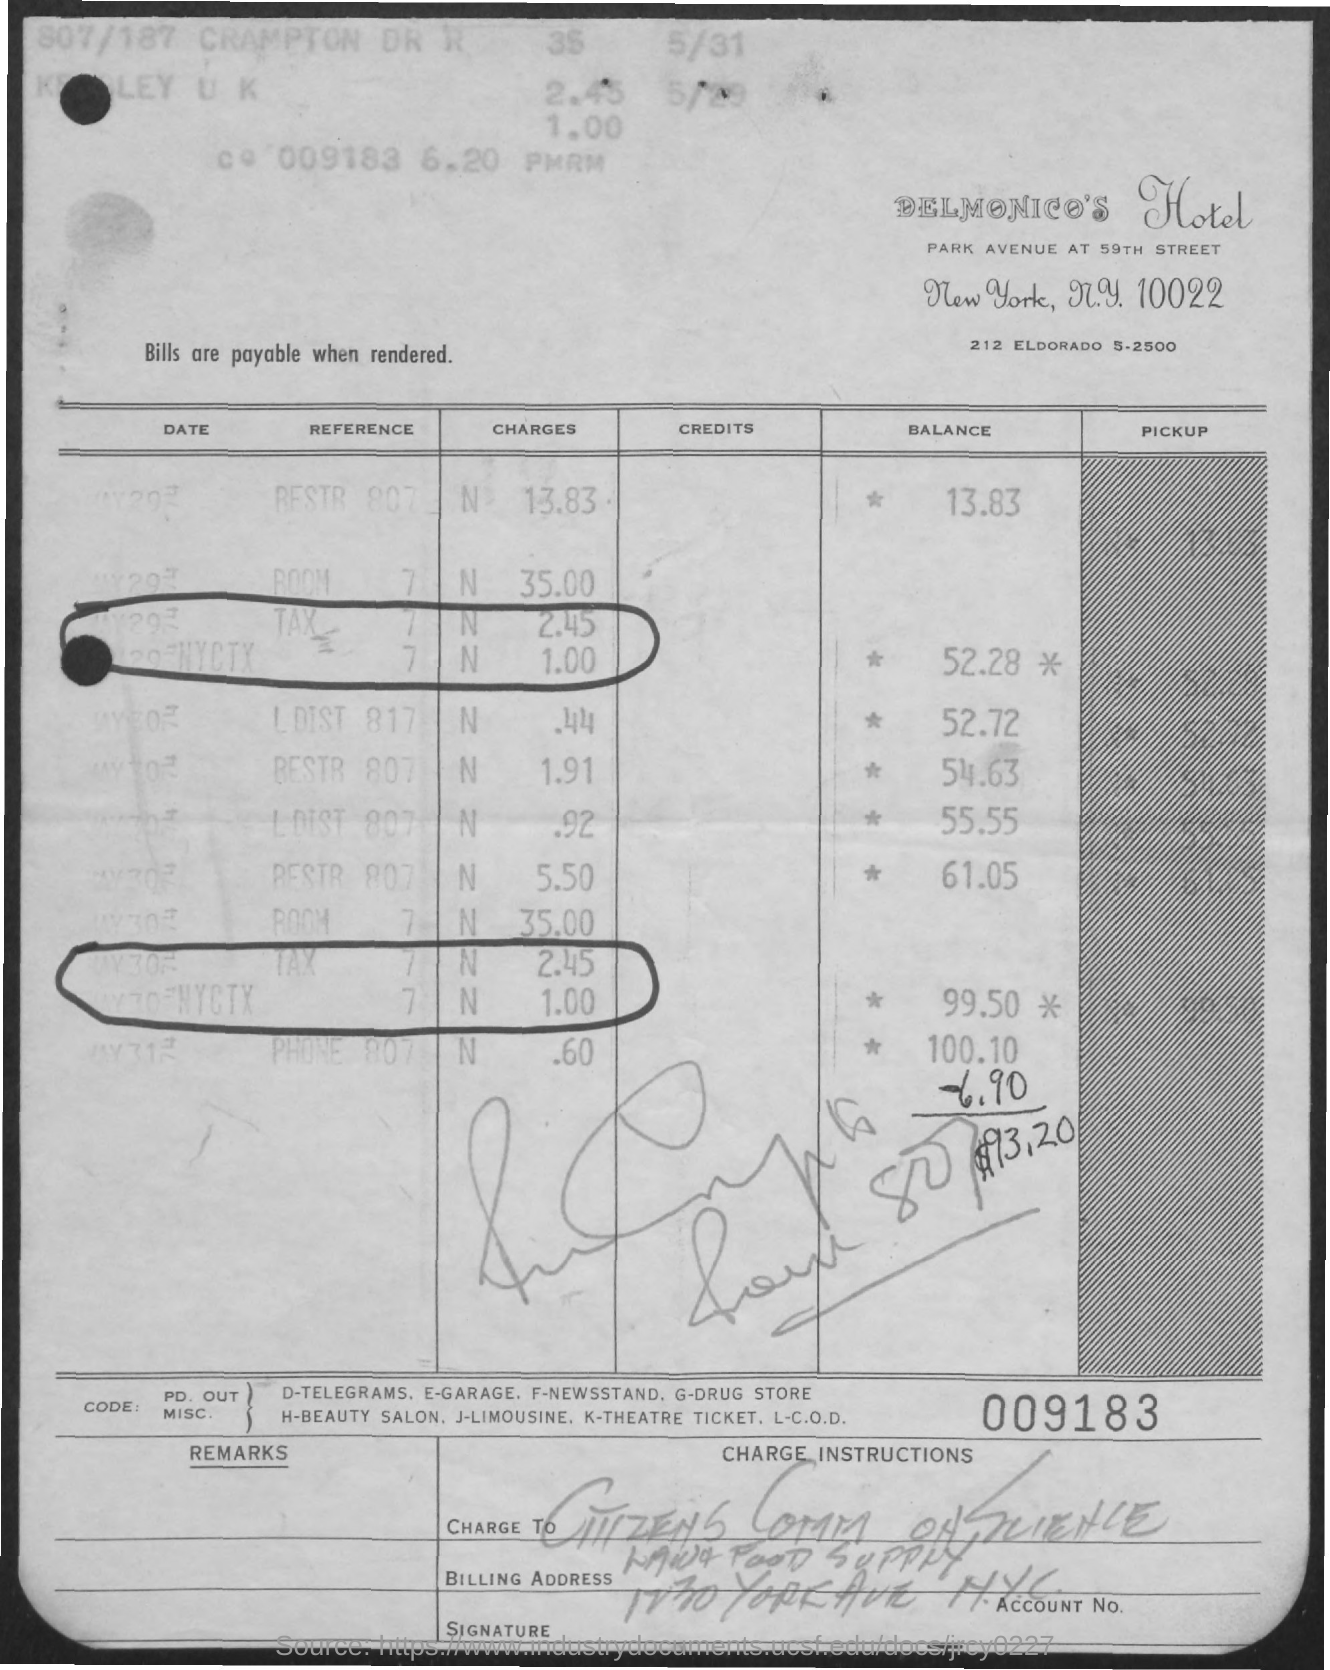 807/187 CRAMPTON DR R 35 5/31
LEY U K 2.45 5/29
1.00
009183 6.20 PMRM
DELMONICO'S Hotel
PARK AVENUE AT 59TH STREET
New York, N.Y. 10022
212 ELDORADO 5-2500
Bills are payable when rendered.
DATE REFERENCE CHARGES CREDITS BALANCE PICKUP
MY29 RESTR 807 N 13.83 * 13.83
MY29 ROOM 7 N 35.00
MY29 TAX 7 N 2.45
29 NYCTX 7 N 1.00 * 52.28 *
MY30 LDIST 817 N .44 * 52.72
MY30 RESTR 807 N 1.91 * 54.63
MY30 LDIST 807 N .92 * 55.55
MY30 RESTR 807 N 5.50 * 61.05
MY30 ROOM 7 N 35.00
MY30 TAX 7 N 2.45
MY30 NYCTX 7 N 1.00 * 99.50 *
MY31 PHONE 807 N .60 * 100.10
-6.90
$93.20
807
CODE: PD. OUT MISC. } D-TELEGRAMS, E-GARAGE, F-NEWSSTAND, G-DRUG STORE
H-BEAUTY SALON, J-LIMOUSINE, K-THEATRE TICKET, L-C.O.D.
009183
REMARKS
CHARGE INSTRUCTIONS
CHARGE TO CITIZENS COMM ON SCIENCE
LAW & FOOD SUPPLY
BILLING ADDRESS
1230 YORK AVE N.Y.C.
ACCOUNT NO.
SIGNATURE
Source: https://www.industrydocuments.ucsf.edu/docs/jrcy0227